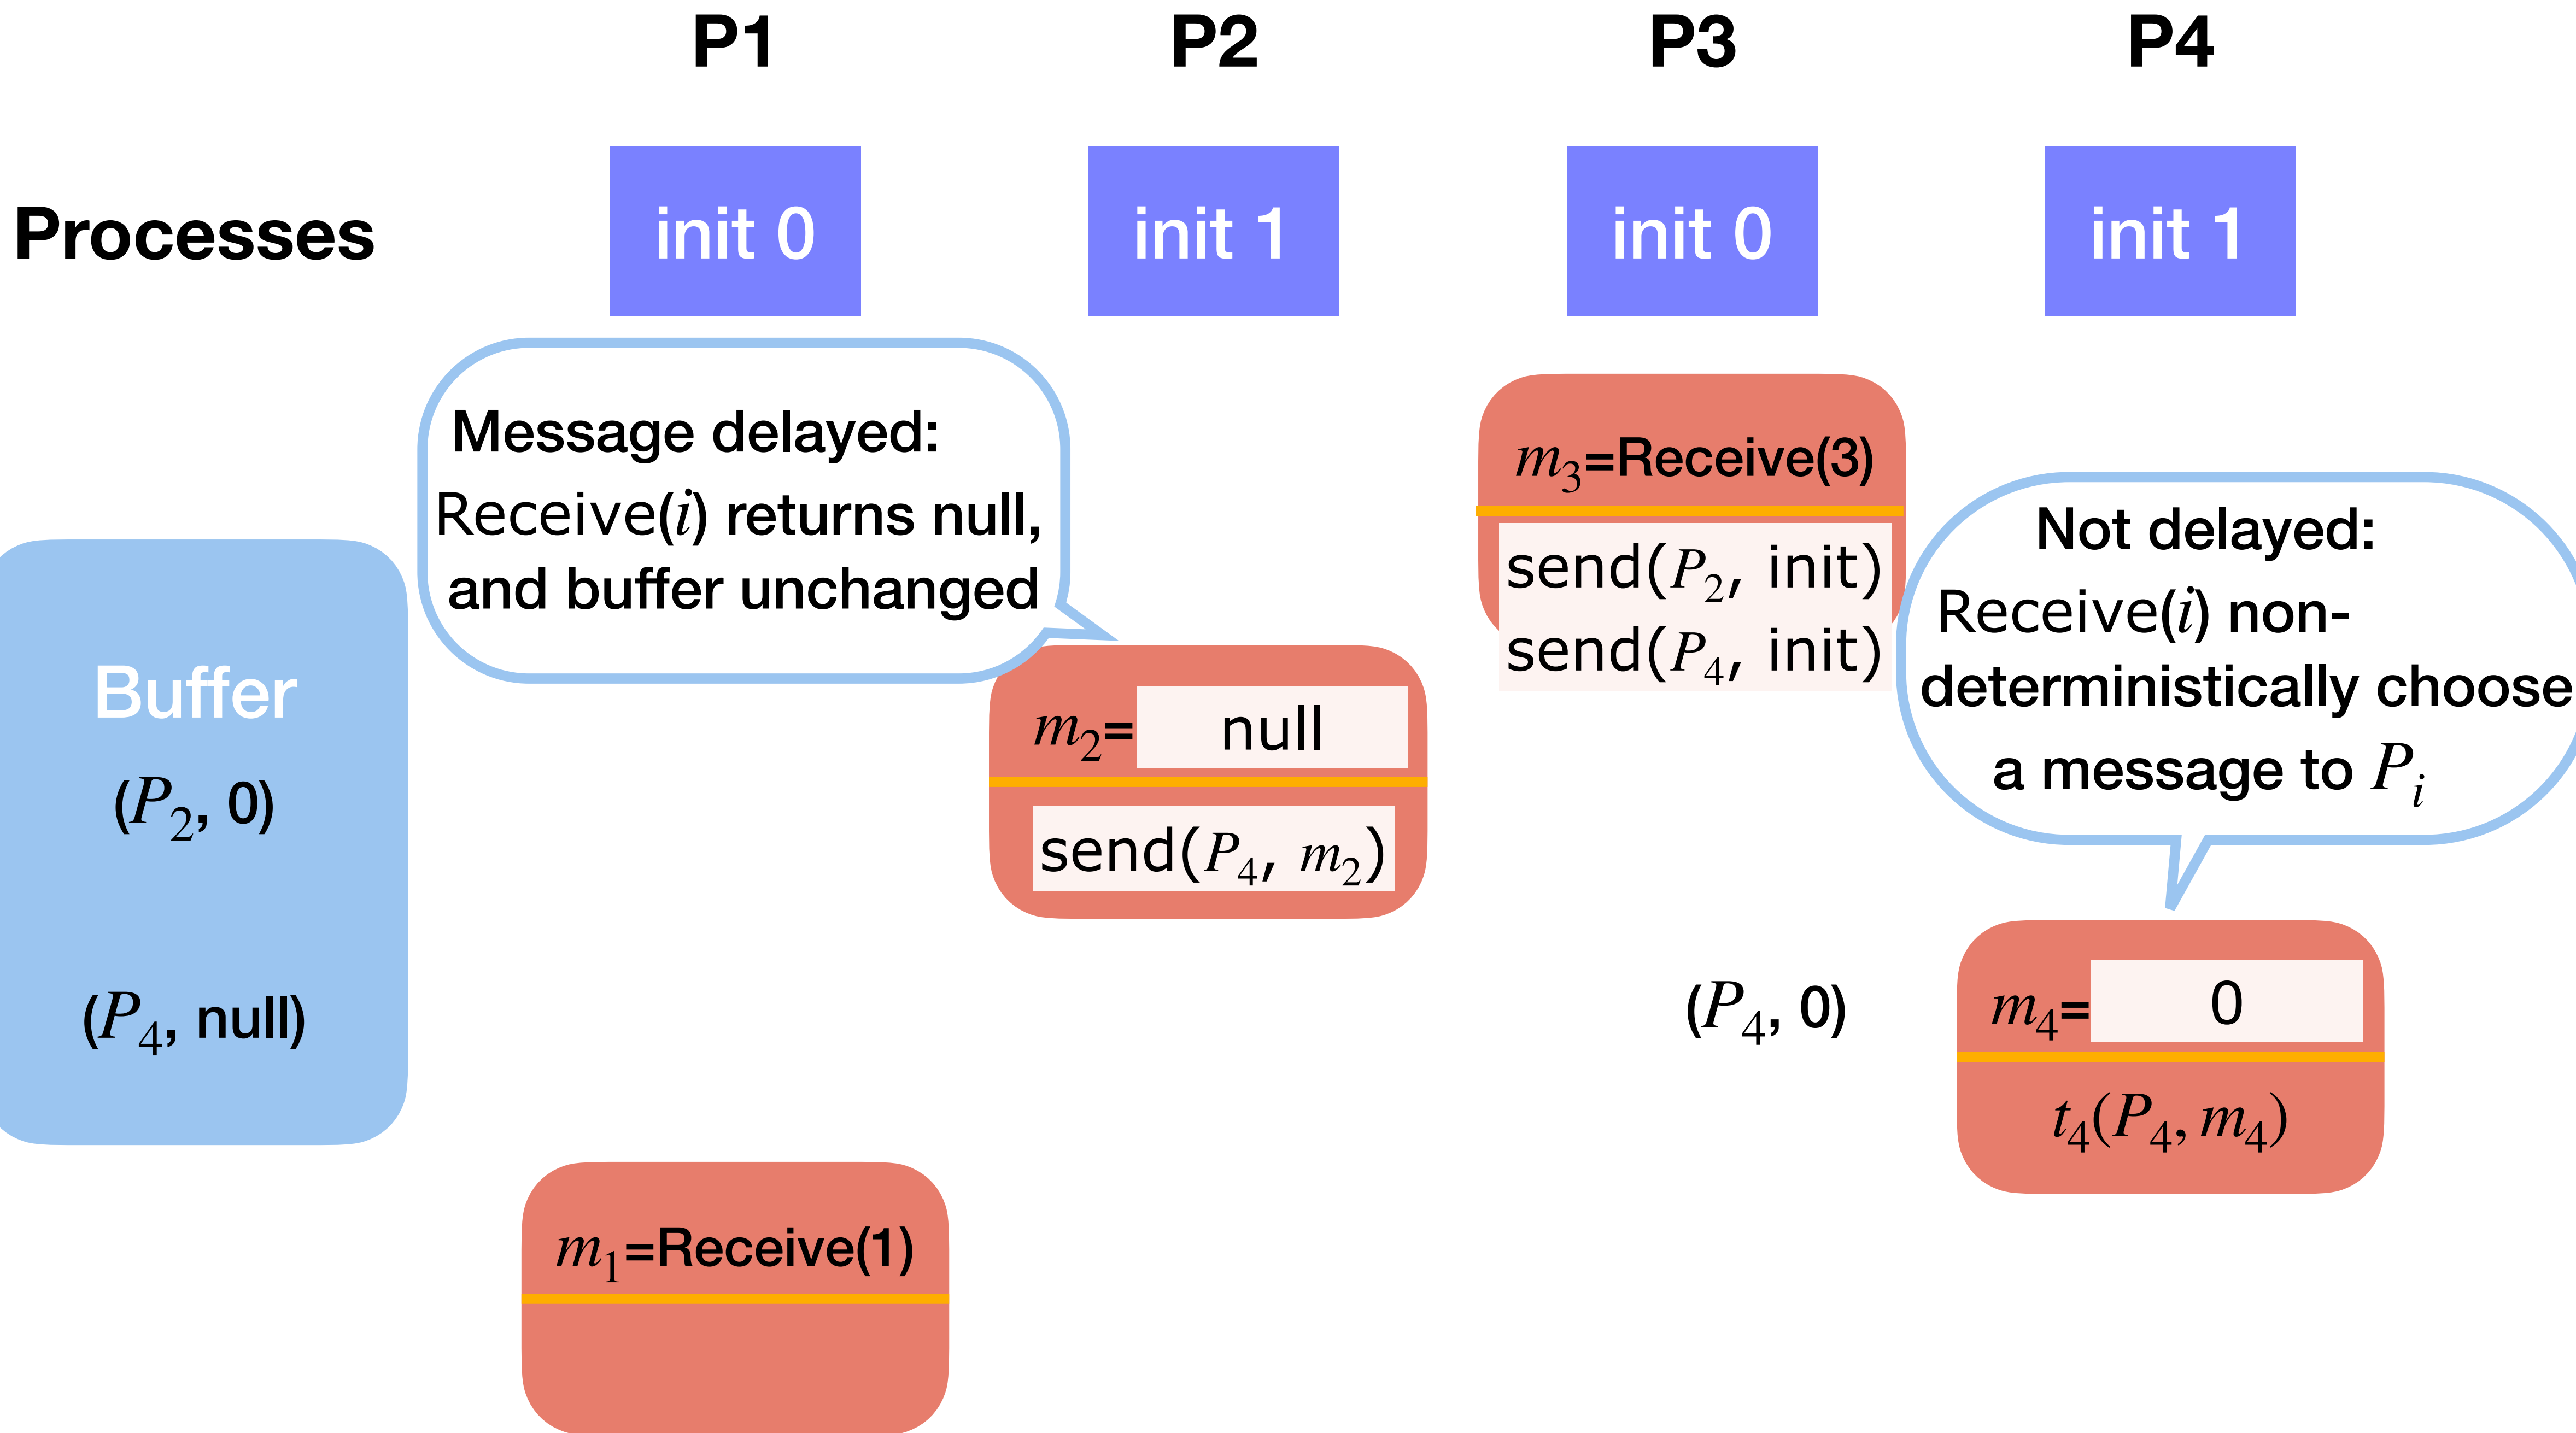 P1 P2 P3 P4
Processes
init 0
init 1
init 0
init 1
Message delayed:
Receive(i) returns null,
and buffer unchanged
m₃=Receive(3)
send(P₂, init)
send(P₄, init)
Not delayed:
Receive(i) non-
deterministically choose
a message to Pᵢ
Buffer
(P₂, 0)
(P₄, null)
m₂= null
send(P₄, m₂)
(P₄, 0)
m₄= 0
t₄(P₄, m₄)
m₁=Receive(1)